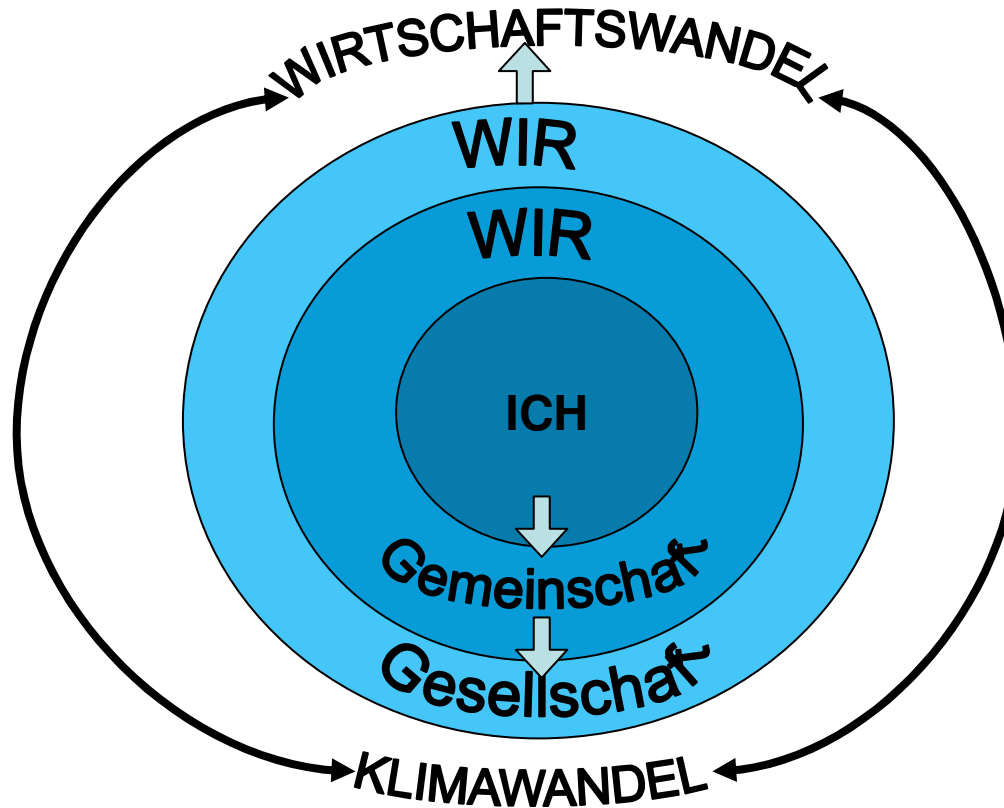 WIRTSCHAFTSWANDEL
WIR
WIR
ICH
Gemeinschaft
Gesellschaft
KLIMAWANDEL